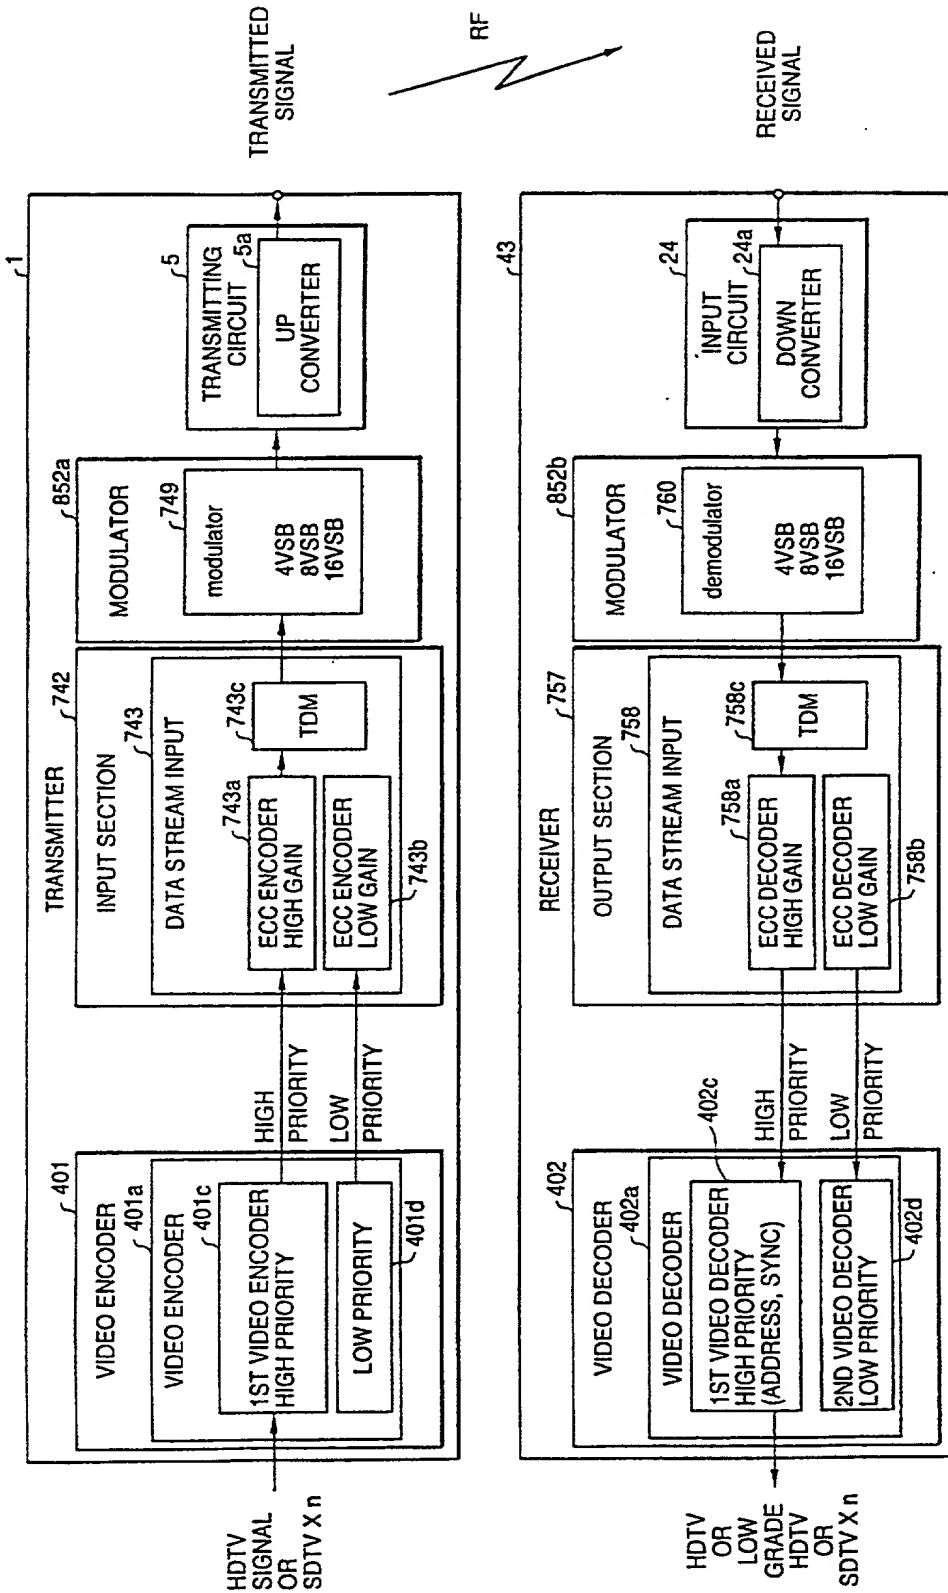 HDTV
SIGNAL
OR
SDTV X n
1
TRANSMITTER
401
VIDEO ENCODER
401a
VIDEO ENCODER
401c
1ST VIDEO ENCODER
HIGH PRIORITY
LOW PRIORITY
401d
HIGH
PRIORITY
LOW
PRIORITY
742
INPUT SECTION
743
DATA STREAM INPUT
743a
ECC ENCODER
HIGH GAIN
ECC ENCODER
LOW GAIN
743b
743c
TDM
852a
MODULATOR
749
modulator
4VSB
8VSB
16VSB
5
TRANSMITTING
CIRCUIT
5a
UP
CONVERTER
TRANSMITTED
SIGNAL
RF
HDTV
OR
LOW
GRADE
HDTV
OR
SDTV X n
43
RECEIVER
402
VIDEO DECODER
402a
VIDEO DECODER
402c
1ST VIDEO DECODER
HIGH PRIORITY
(ADDRESS, SYNC)
2ND VIDEO DECODER
LOW PRIORITY
402d
HIGH
PRIORITY
LOW
PRIORITY
757
OUTPUT SECTION
758
DATA STREAM INPUT
758a
ECC DECODER
HIGH GAIN
ECC DECODER
LOW GAIN
758b
758c
TDM
852b
MODULATOR
760
demodulator
4VSB
8VSB
16VSB
24
INPUT
CIRCUIT
24a
DOWN
CONVERTER
RECEIVED
SIGNAL